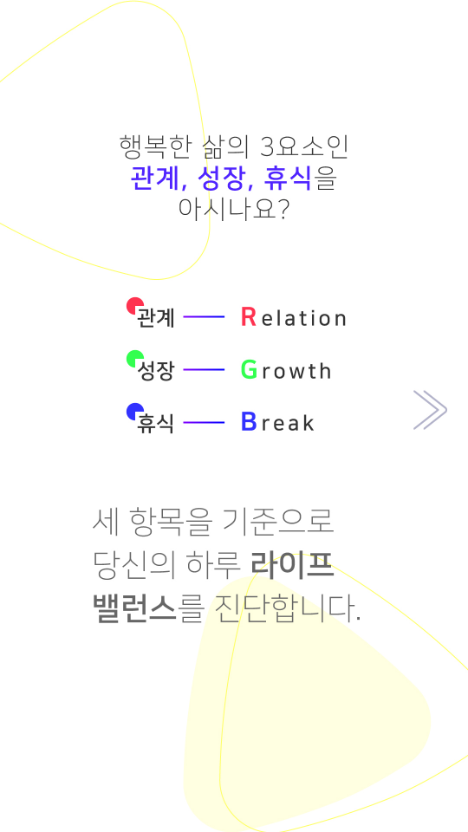 행복한 삶의 3요소인
관계, 성장, 휴식을
아시나요?
관계 Relation
성장 Growth
휴식 Break
세 항목을 기준으로
당신의 하루 라이프
밸런스를 진단합니다.